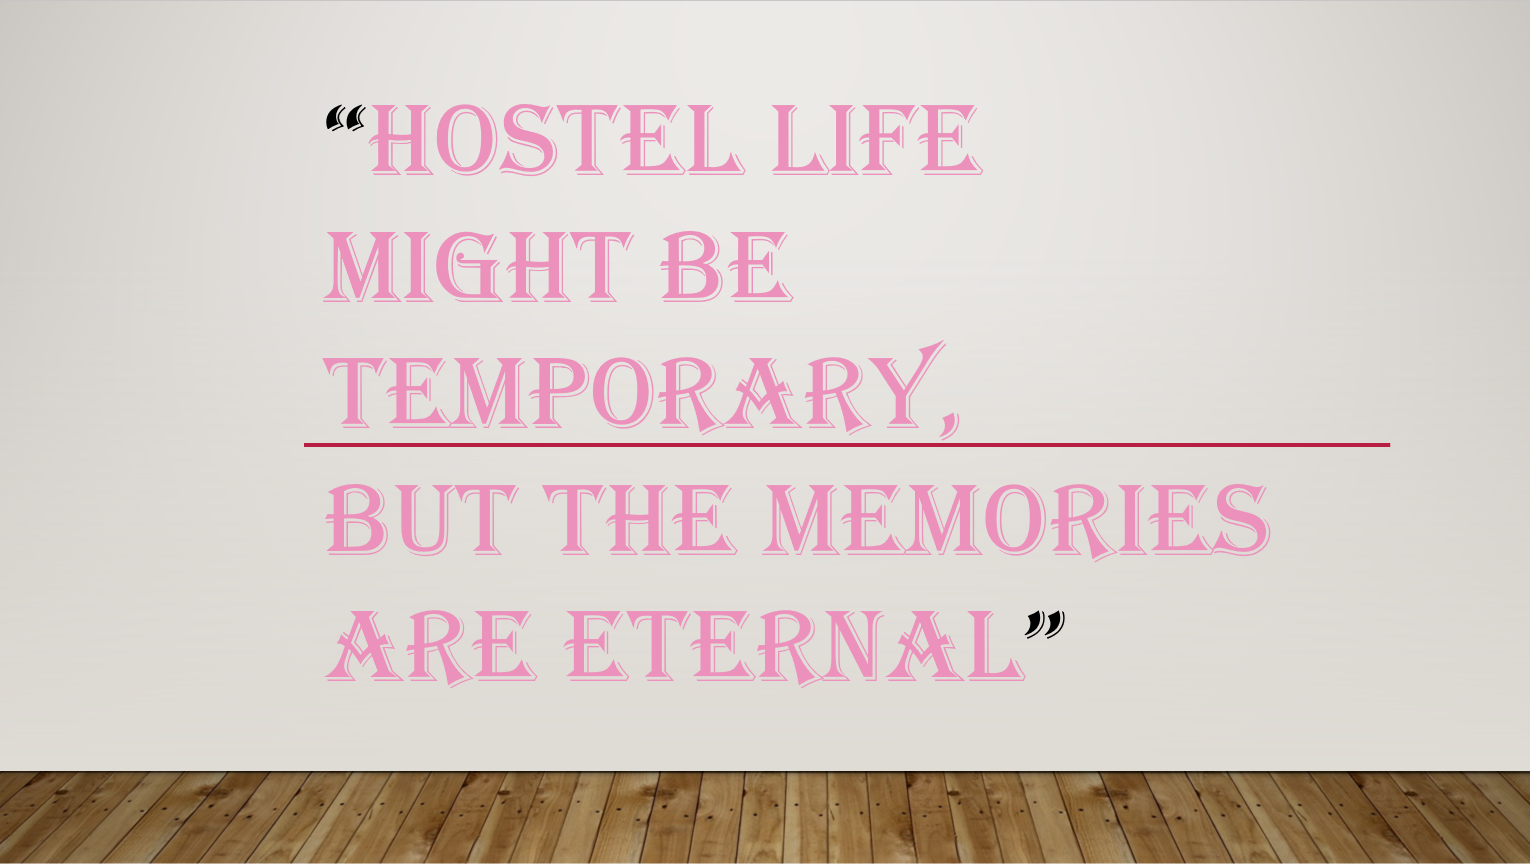 “HOSTEL LIFE
MIGHT BE
TEMPORARY,
BUT THE MEMORIES
ARE ETERNAL”